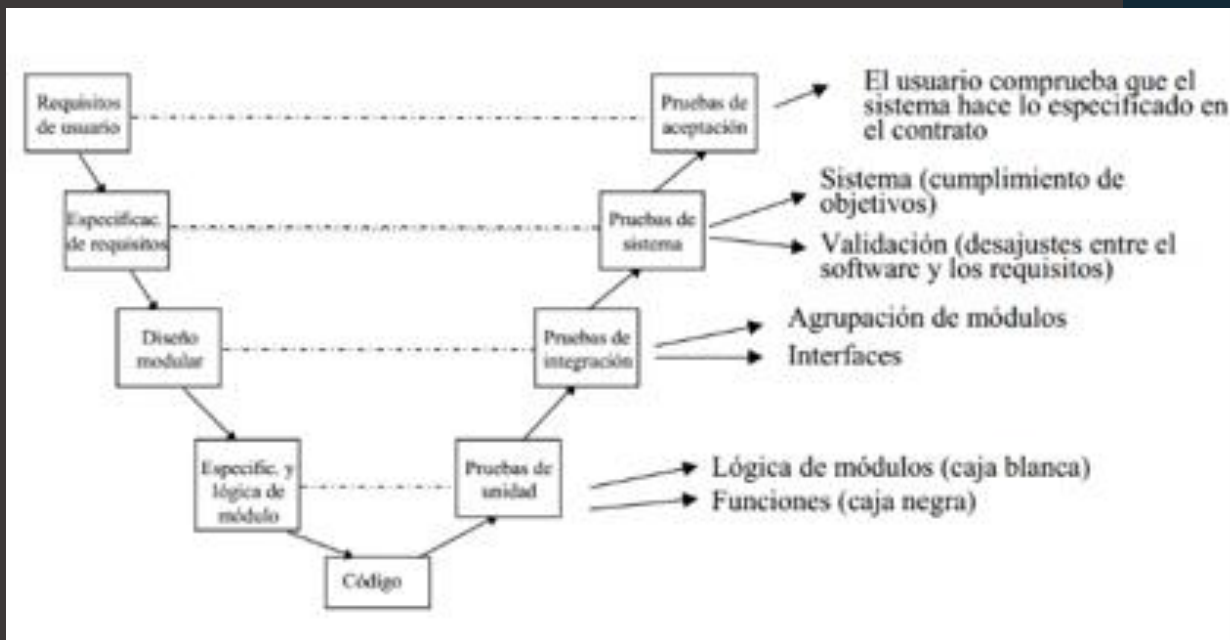 Requisitos
de usuario
Pruebas de
aceptación
El usuario comprueba que el
sistema hace lo especificado en
el contrato
Especificac.
de requisitos
Pruebas de
sistema
Sistema (cumplimiento de
objetivos)
Validación (desajustes entre el
software y los requisitos)
Diseño
modular
Pruebas de
integración
Agrupación de módulos
Interfaces
Especific. y
lógica de
módulo
Pruebas de
unidad
Lógica de módulos (caja blanca)
Funciones (caja negra)
Código